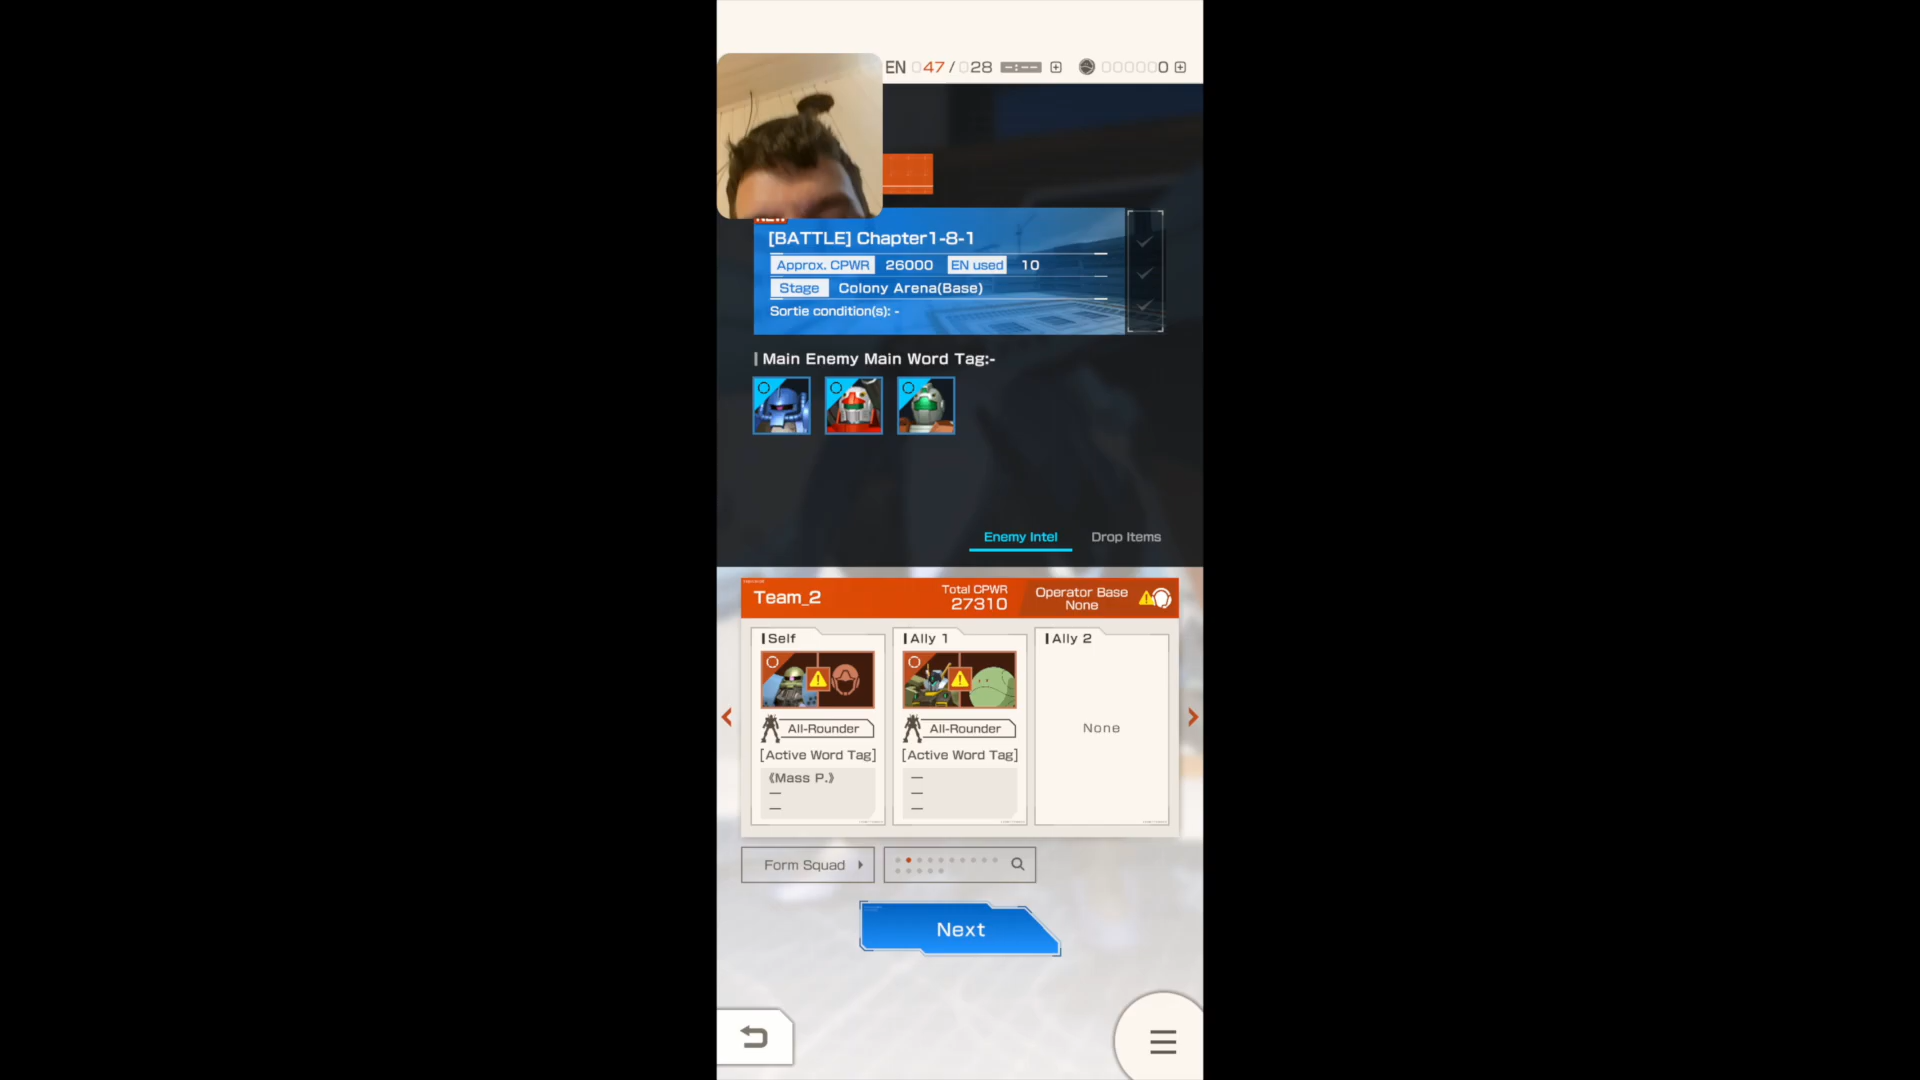 EN 047/028 --:-- 0000000
NEW
[BATTLE] Chapter1-8-1
Approx. CPWR 26000 EN used 10
Stage Colony Arena(Base)
Sortie condition(s): -
Main Enemy Main Word Tag:-
Enemy Intel Drop Items
Team_2
Total CPWR
27310
Operator Base
None
Self
All-Rounder
[Active Word Tag]
《Mass P.》
—
—
Ally 1
All-Rounder
[Active Word Tag]
—
—
—
Ally 2
None
Form Squad
Next